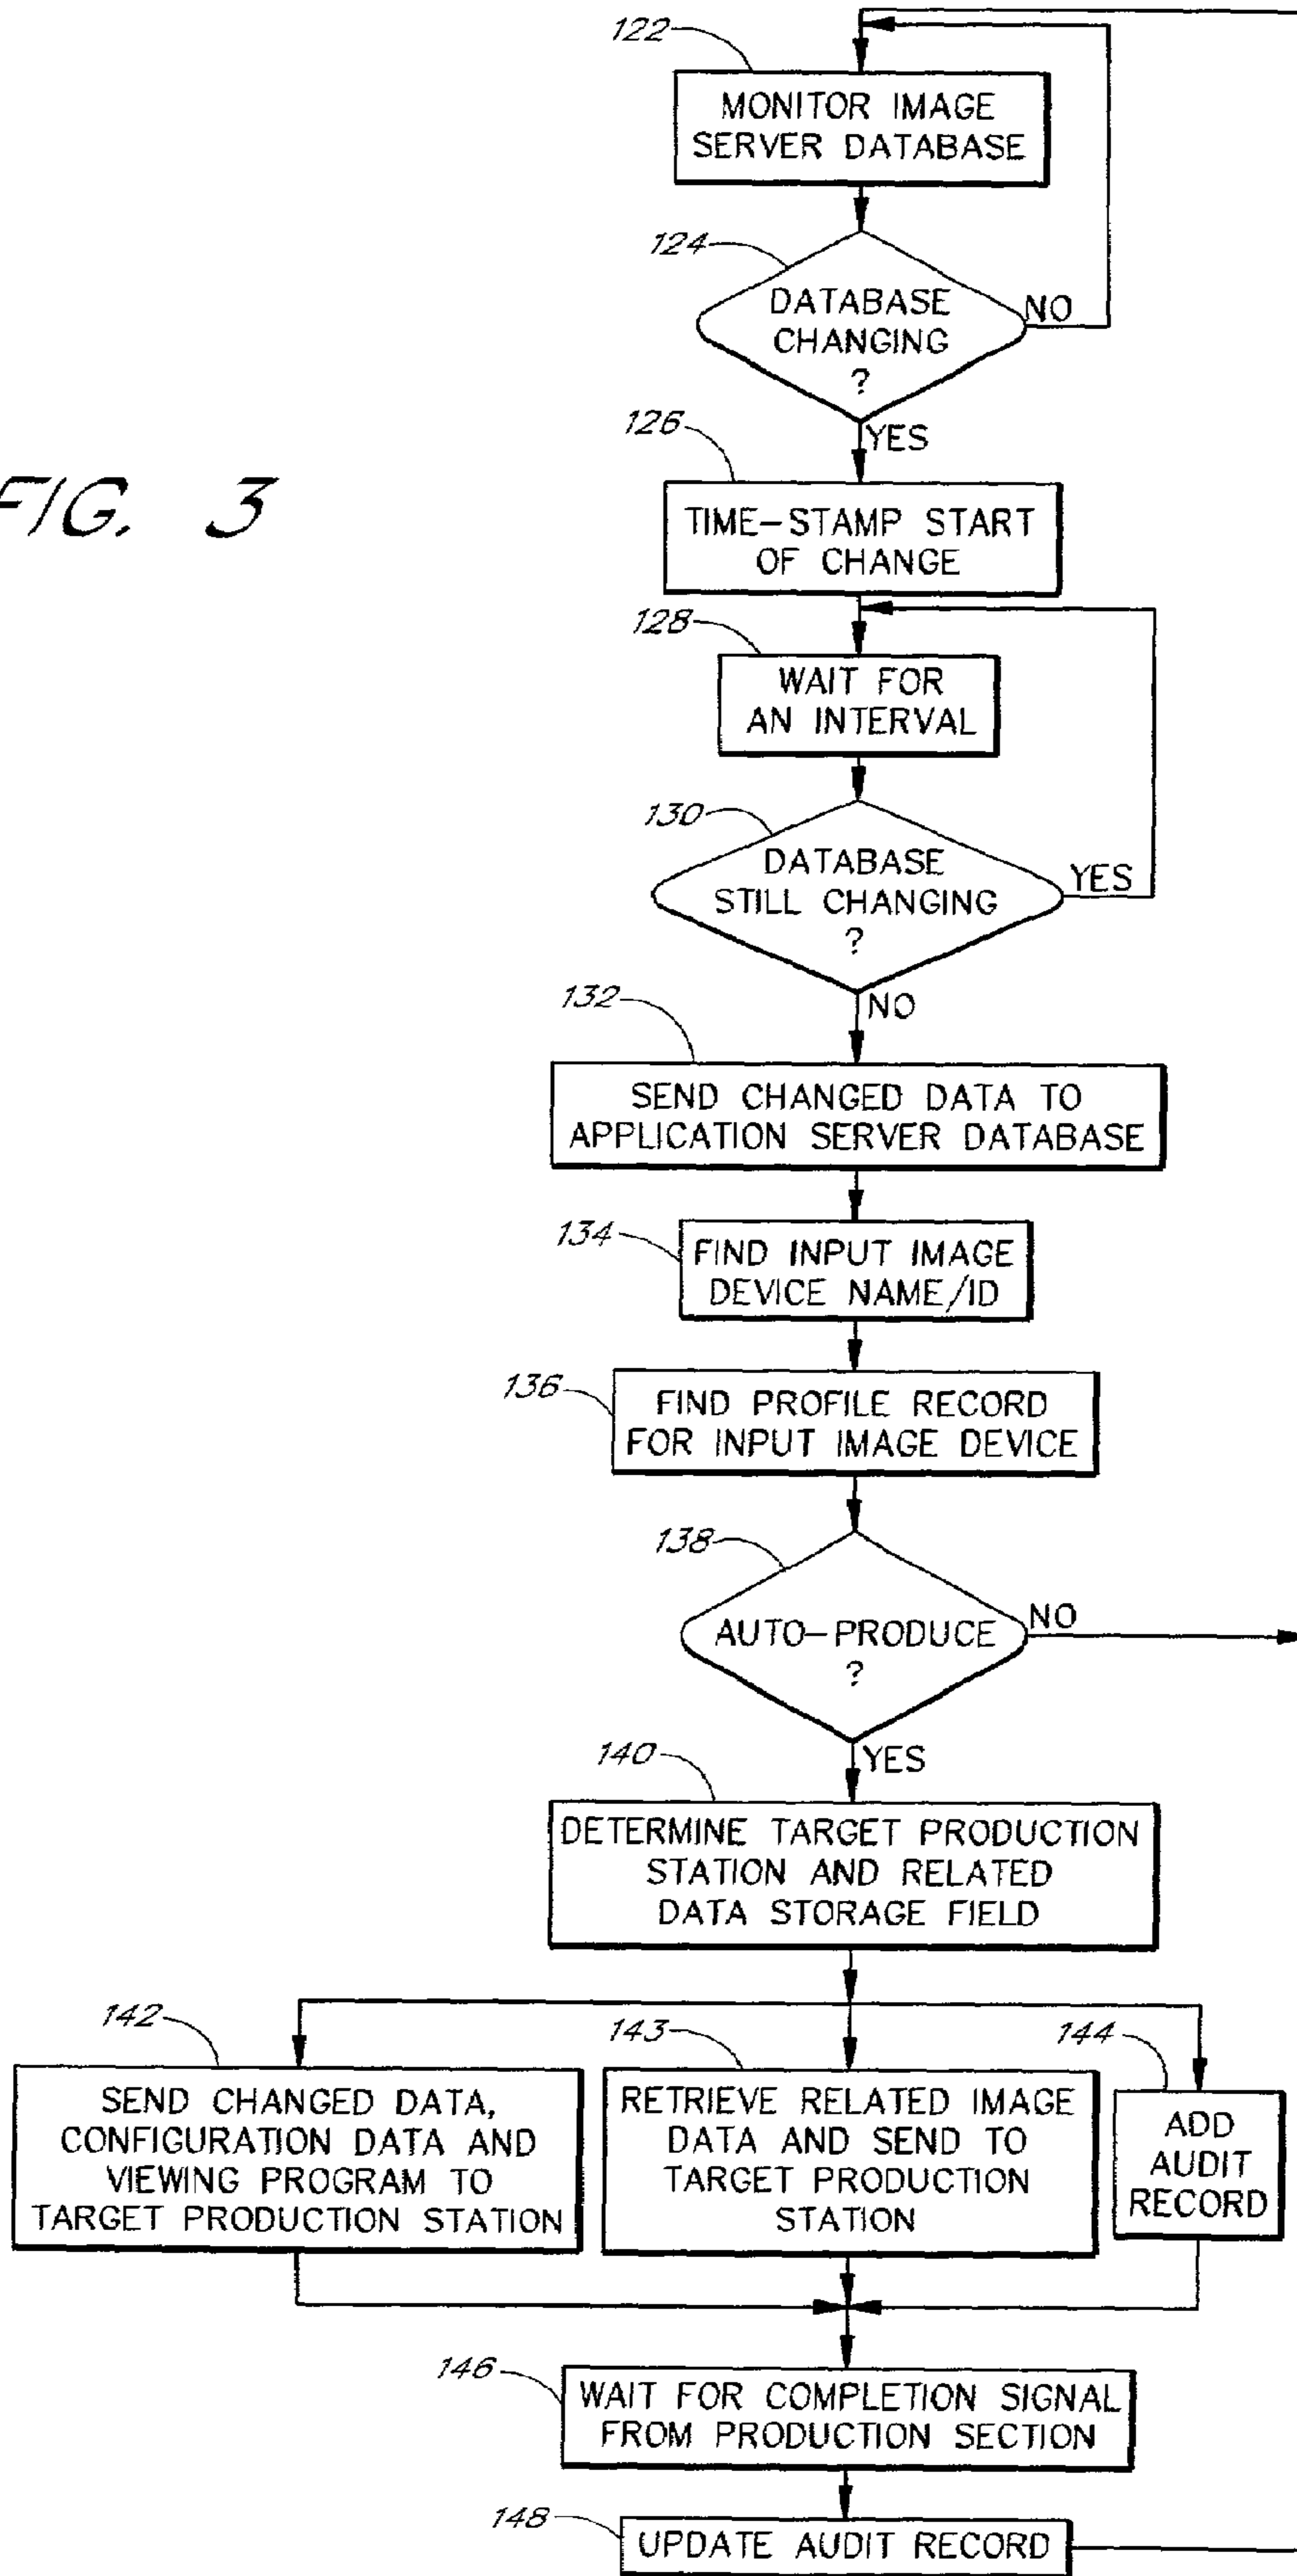 122
MONITOR IMAGE
SERVER DATABASE
124
DATABASE
CHANGING
?
NO
YES
FIG. 3
126
TIME-STAMP START
OF CHANGE
128
WAIT FOR
AN INTERVAL
130
DATABASE
STILL CHANGING
?
YES
NO
132
SEND CHANGED DATA TO
APPLICATION SERVER DATABASE
134
FIND INPUT IMAGE
DEVICE NAME/ID
136
FIND PROFILE RECORD
FOR INPUT IMAGE DEVICE
138
AUTO-PRODUCE
?
NO
YES
140
DETERMINE TARGET PRODUCTION
STATION AND RELATED
DATA STORAGE FIELD
142
SEND CHANGED DATA,
CONFIGURATION DATA AND
VIEWING PROGRAM TO
TARGET PRODUCTION STATION
143
RETRIEVE RELATED IMAGE
DATA AND SEND TO
TARGET PRODUCTION
STATION
144
ADD
AUDIT
RECORD
146
WAIT FOR COMPLETION SIGNAL
FROM PRODUCTION SECTION
148
UPDATE AUDIT RECORD